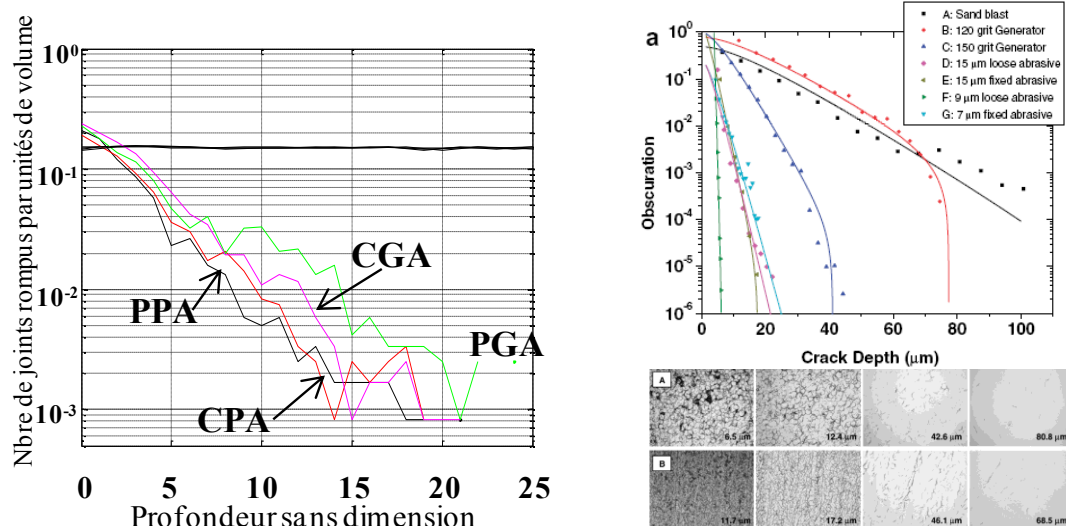 Nbre de joints rompus par unités de volume
10^0
10^-1
10^-2
10^-3
CGA
PPA
PGA
CPA
0 5 10 15 20 25
Profondeur sans dimension
a
A: Sand blast
B: 120 grit Generator
C: 150 grit Generator
D: 15 μm loose abrasive
E: 15 μm fixed abrasive
F: 9 μm loose abrasive
G: 7 μm fixed abrasive
Obscuration
10^0
10^-1
10^-2
10^-3
10^-4
10^-5
10^-6
0 20 40 60 80 100
Crack Depth (μm)
A
6.5 μm 12.4 μm 42.6 μm 80.8 μm
B
11.7 μm 17.2 μm 46.1 μm 68.5 μm